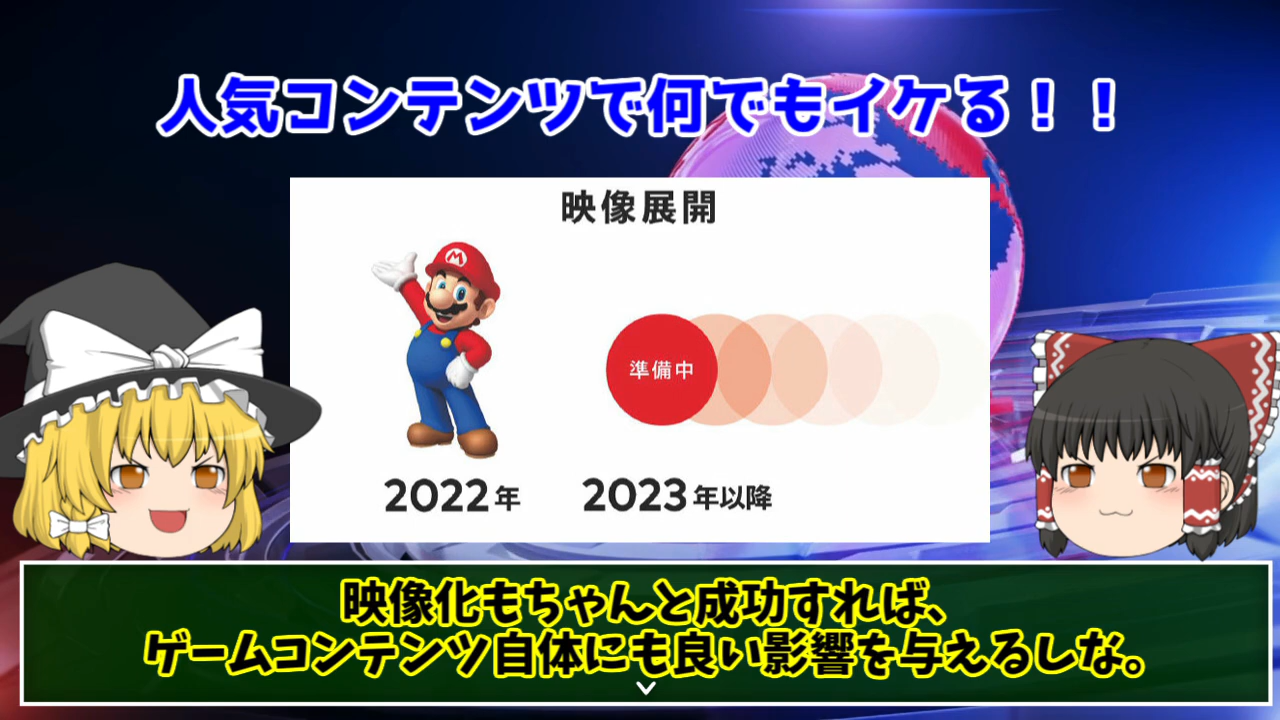 人気コンテンツで何でもイケる！！
映像展開
M
準備中
2022年
2023年以降
映像化もちゃんと成功すれば、
ゲームコンテンツ自体にも良い影響を与えるしな。